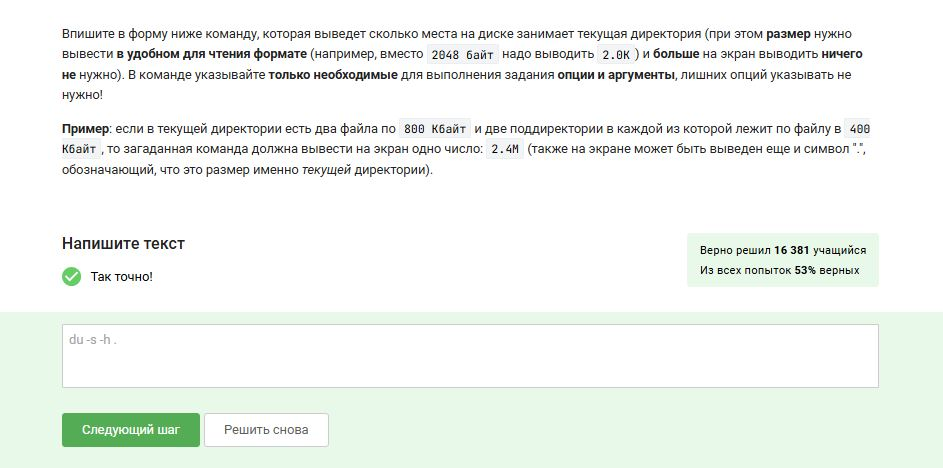 Впишите в форму ниже команду, которая выведет сколько места на диске занимает текущая директория (при этом размер нужно
вывести в удобном для чтения формате (например, вместо 2048 байт надо выводить 2.0K ) и больше на экран выводить ничего
не нужно). В команде указывайте только необходимые для выполнения задания опции и аргументы, лишних опций указывать не
нужно!
Пример: если в текущей директории есть два файла по 800 Кбайт и две поддиректории в каждой из которой лежит по файлу в 400
Кбайт , то загаданная команда должна вывести на экран одно число: 2.4M (также на экране может быть выведен еще и символ ".",
обозначающий, что это размер именно текущей директории).
Напишите текст
Верно решил 16 381 учащийся
Из всех попыток 53% верных
Так точно!
du -s -h .
Следующий шаг
Решить снова